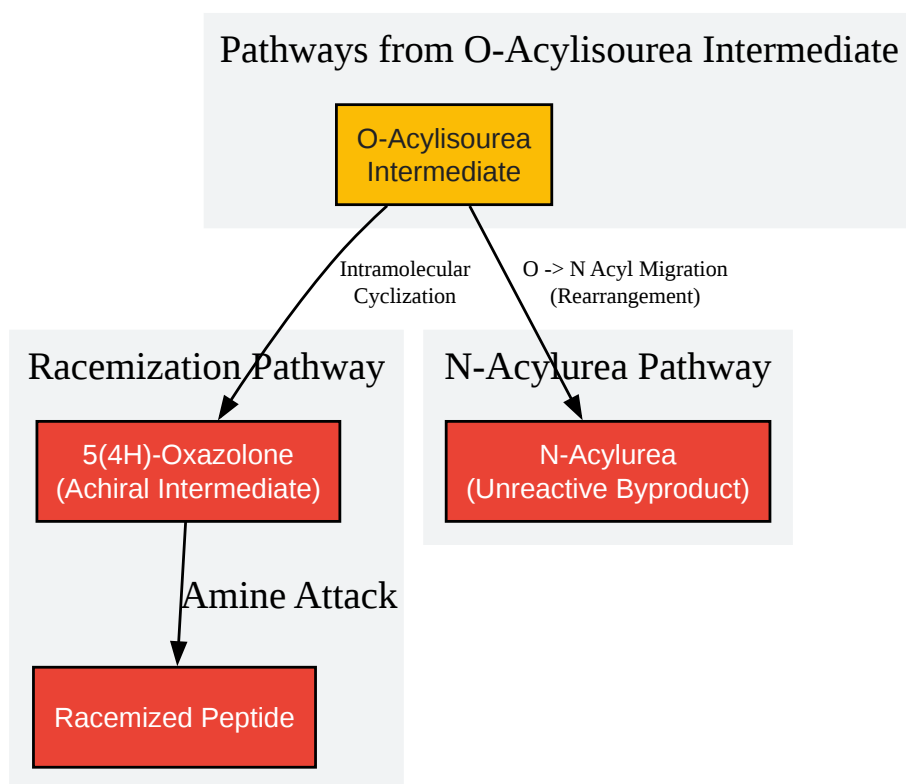 Pathways from O-Acylisourea Intermediate
O-Acylisourea
Intermediate
Intramolecular
Cyclization
O -> N Acyl Migration
(Rearrangement)
Racemization Pathway
N-Acylurea Pathway
5(4H)-Oxazolone
(Achiral Intermediate)
N-Acylurea
(Unreactive Byproduct)
Amine Attack
Racemized Peptide